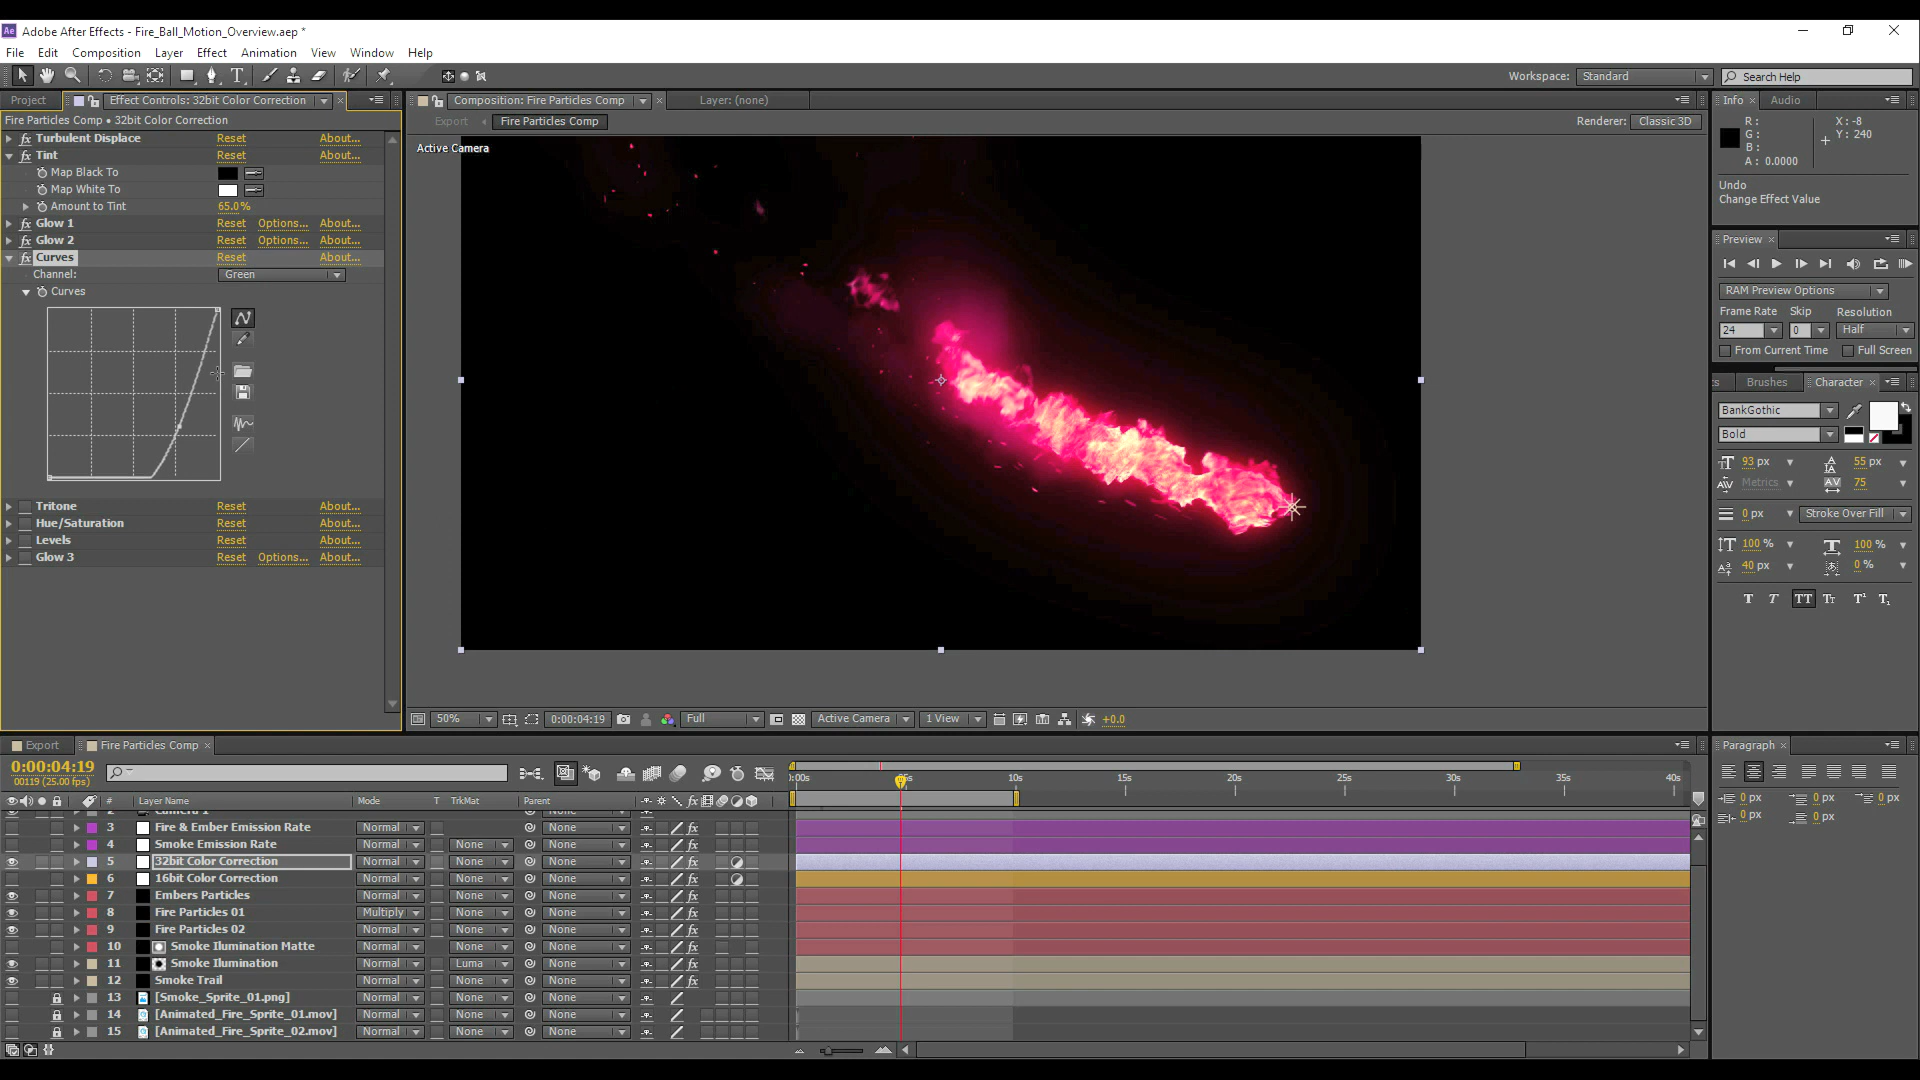 Adobe After Effects - Fire_Ball_Motion_Overview.aep *
File Edit Composition Layer Effect Animation View Window Help
Workspace: Standard Search Help
Project Effect Controls: 32bit Color Correction
Composition: Fire Particles Comp Layer: (none)
Info Audio
Fire Particles Comp • 32bit Color Correction
Export Fire Particles Comp Renderer: Classic 3D
Active Camera
R: X: -8
G: Y: 240
B:
A: 0.0000
Undo
Change Effect Value
Turbulent Displace Reset About...
Tint Reset About...
Map Black To
Map White To
Amount to Tint 65.0%
Glow 1 Reset Options... About...
Glow 2 Reset Options... About...
Curves Reset About...
Channel: Green
Curves
Tritone Reset About...
Hue/Saturation Reset About...
Levels Reset About...
Glow 3 Reset Options... About...
Preview
RAM Preview Options
Frame Rate Skip Resolution
24 0 Half
From Current Time Full Screen
Brushes Character
BankGothic
Bold
93 px 55 px
Metrics 75
0 px Stroke Over Fill
100 % 100 %
40 px 0 %
50% 0:00:04:19 Full Active Camera 1 View +0.0
Export Fire Particles Comp
0:00:04:19
00119 (25.00 fps)
:00s 5s 10s 15s 20s 25s 30s 35s 40s
# Layer Name Mode T TrkMat Parent
2 Camera 1 None
3 Fire & Ember Emission Rate Normal None
4 Smoke Emission Rate Normal None None
5 32bit Color Correction Normal None None
6 16bit Color Correction Normal None None
7 Embers Particles Normal None None
8 Fire Particles 01 Multiply None None
9 Fire Particles 02 Normal None None
10 Smoke Ilumination Matte Normal None None
11 Smoke Ilumination Normal Luma None
12 Smoke Trail Normal None None
13 [Smoke_Sprite_01.png] Normal None None
14 [Animated_Fire_Sprite_01.mov] Normal None None
15 [Animated_Fire_Sprite_02.mov] Normal None None
Paragraph
0 px 0 px 0 px
0 px 0 px